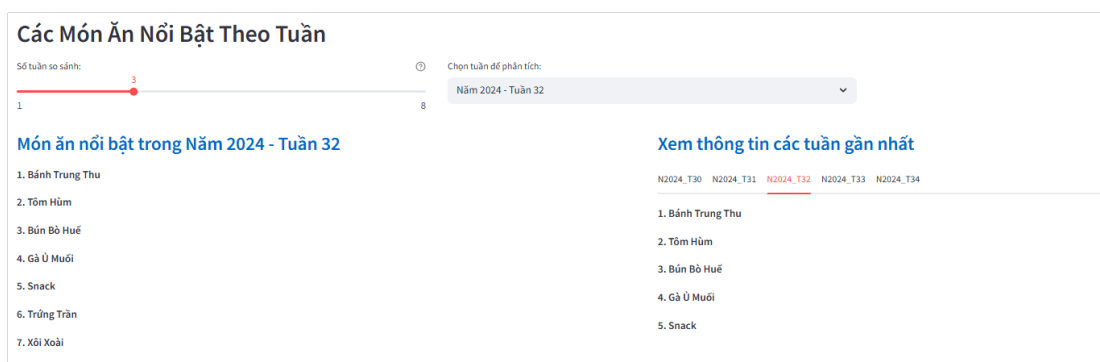 Các Món Ăn Nổi Bật Theo Tuần
Số tuần so sánh:
3
1
8
Chọn tuần để phân tích:
Năm 2024 - Tuần 32
Món ăn nổi bật trong Năm 2024 - Tuần 32
1. Bánh Trung Thu
2. Tôm Hùm
3. Bún Bò Huế
4. Gà Ủ Muối
5. Snack
6. Trứng Trần
7. Xôi Xoài
Xem thông tin các tuần gần nhất
N2024_T30 N2024_T31 N2024_T32 N2024_T33 N2024_T34
1. Bánh Trung Thu
2. Tôm Hùm
3. Bún Bò Huế
4. Gà Ủ Muối
5. Snack